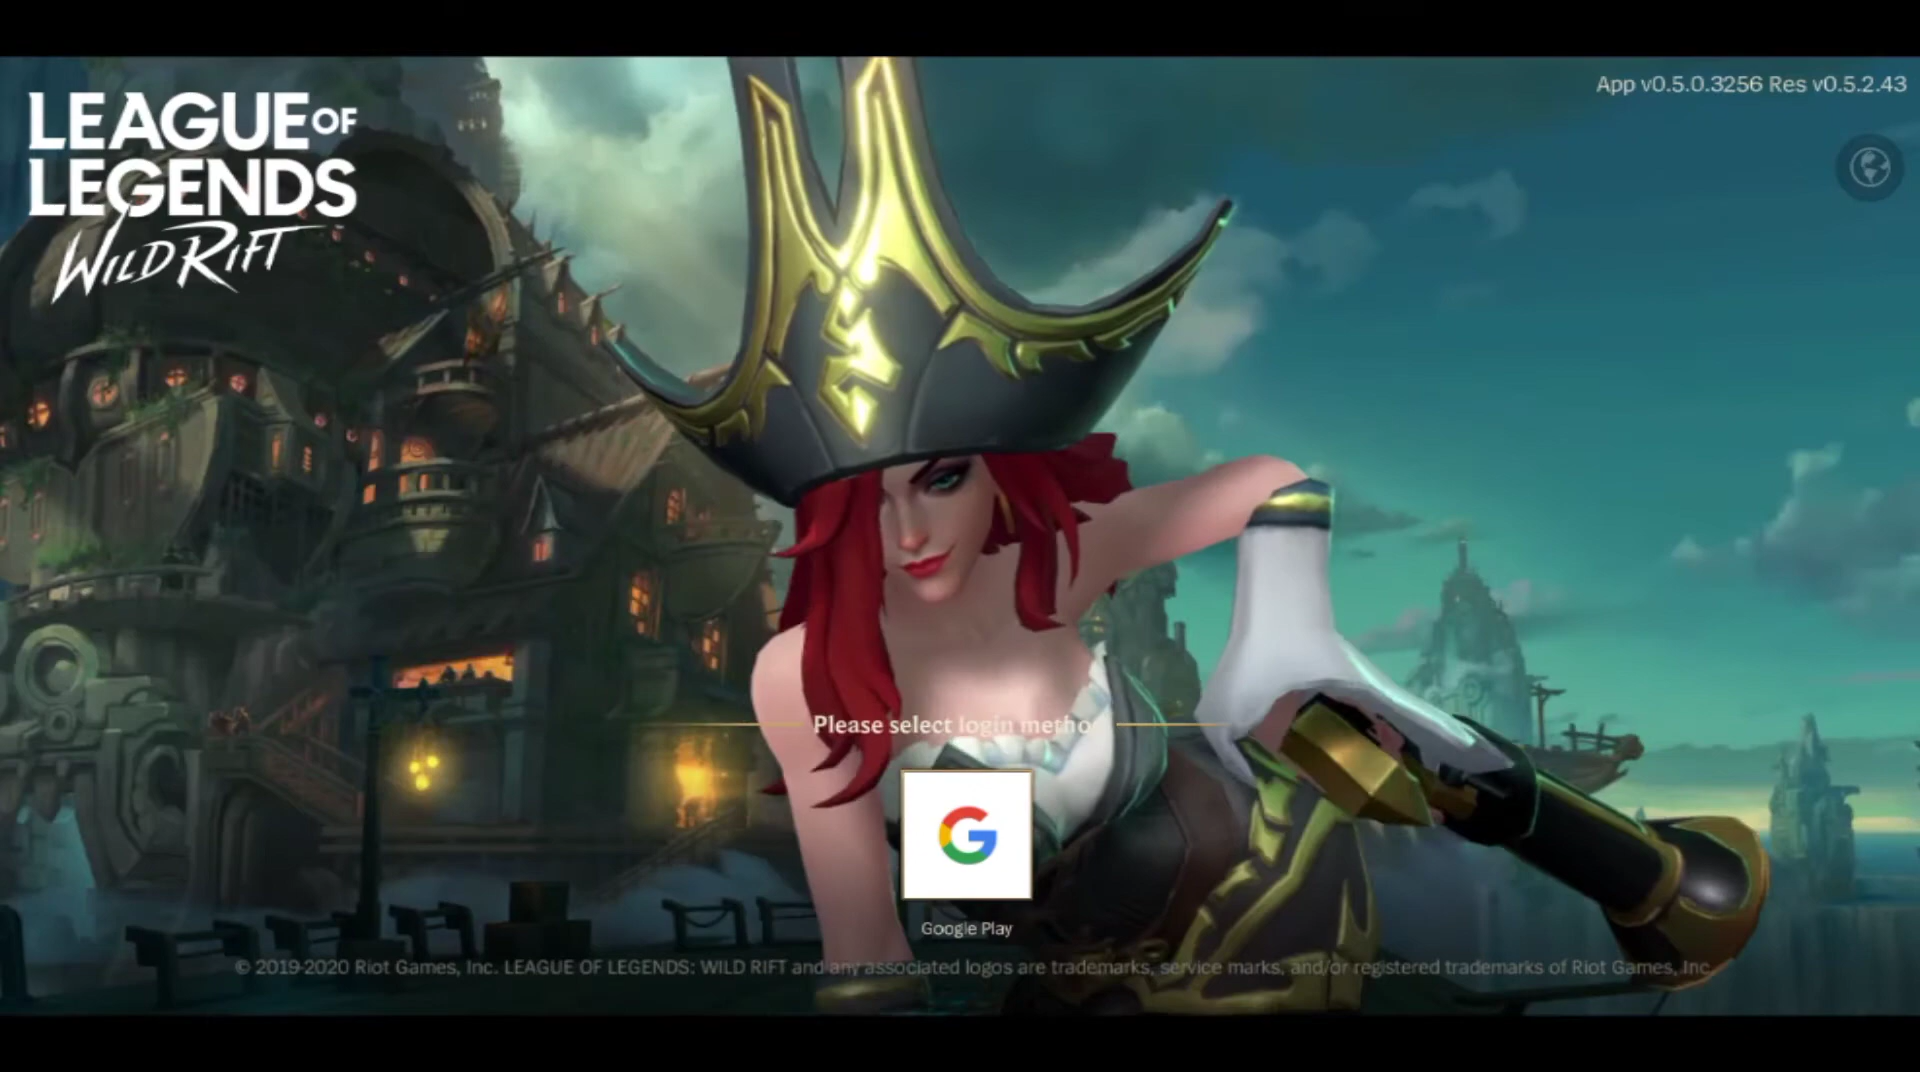 LEAGUE OF
LEGENDS
WILD RIFT
App v0.5.0.3256 Res v0.5.2.43
Please select login metho
Google Play
© 2019-2020 Riot Games, Inc. LEAGUE OF LEGENDS: WILD RIFT and any associated logos are trademarks, service marks, and/or registered trademarks of Riot Games, Inc.